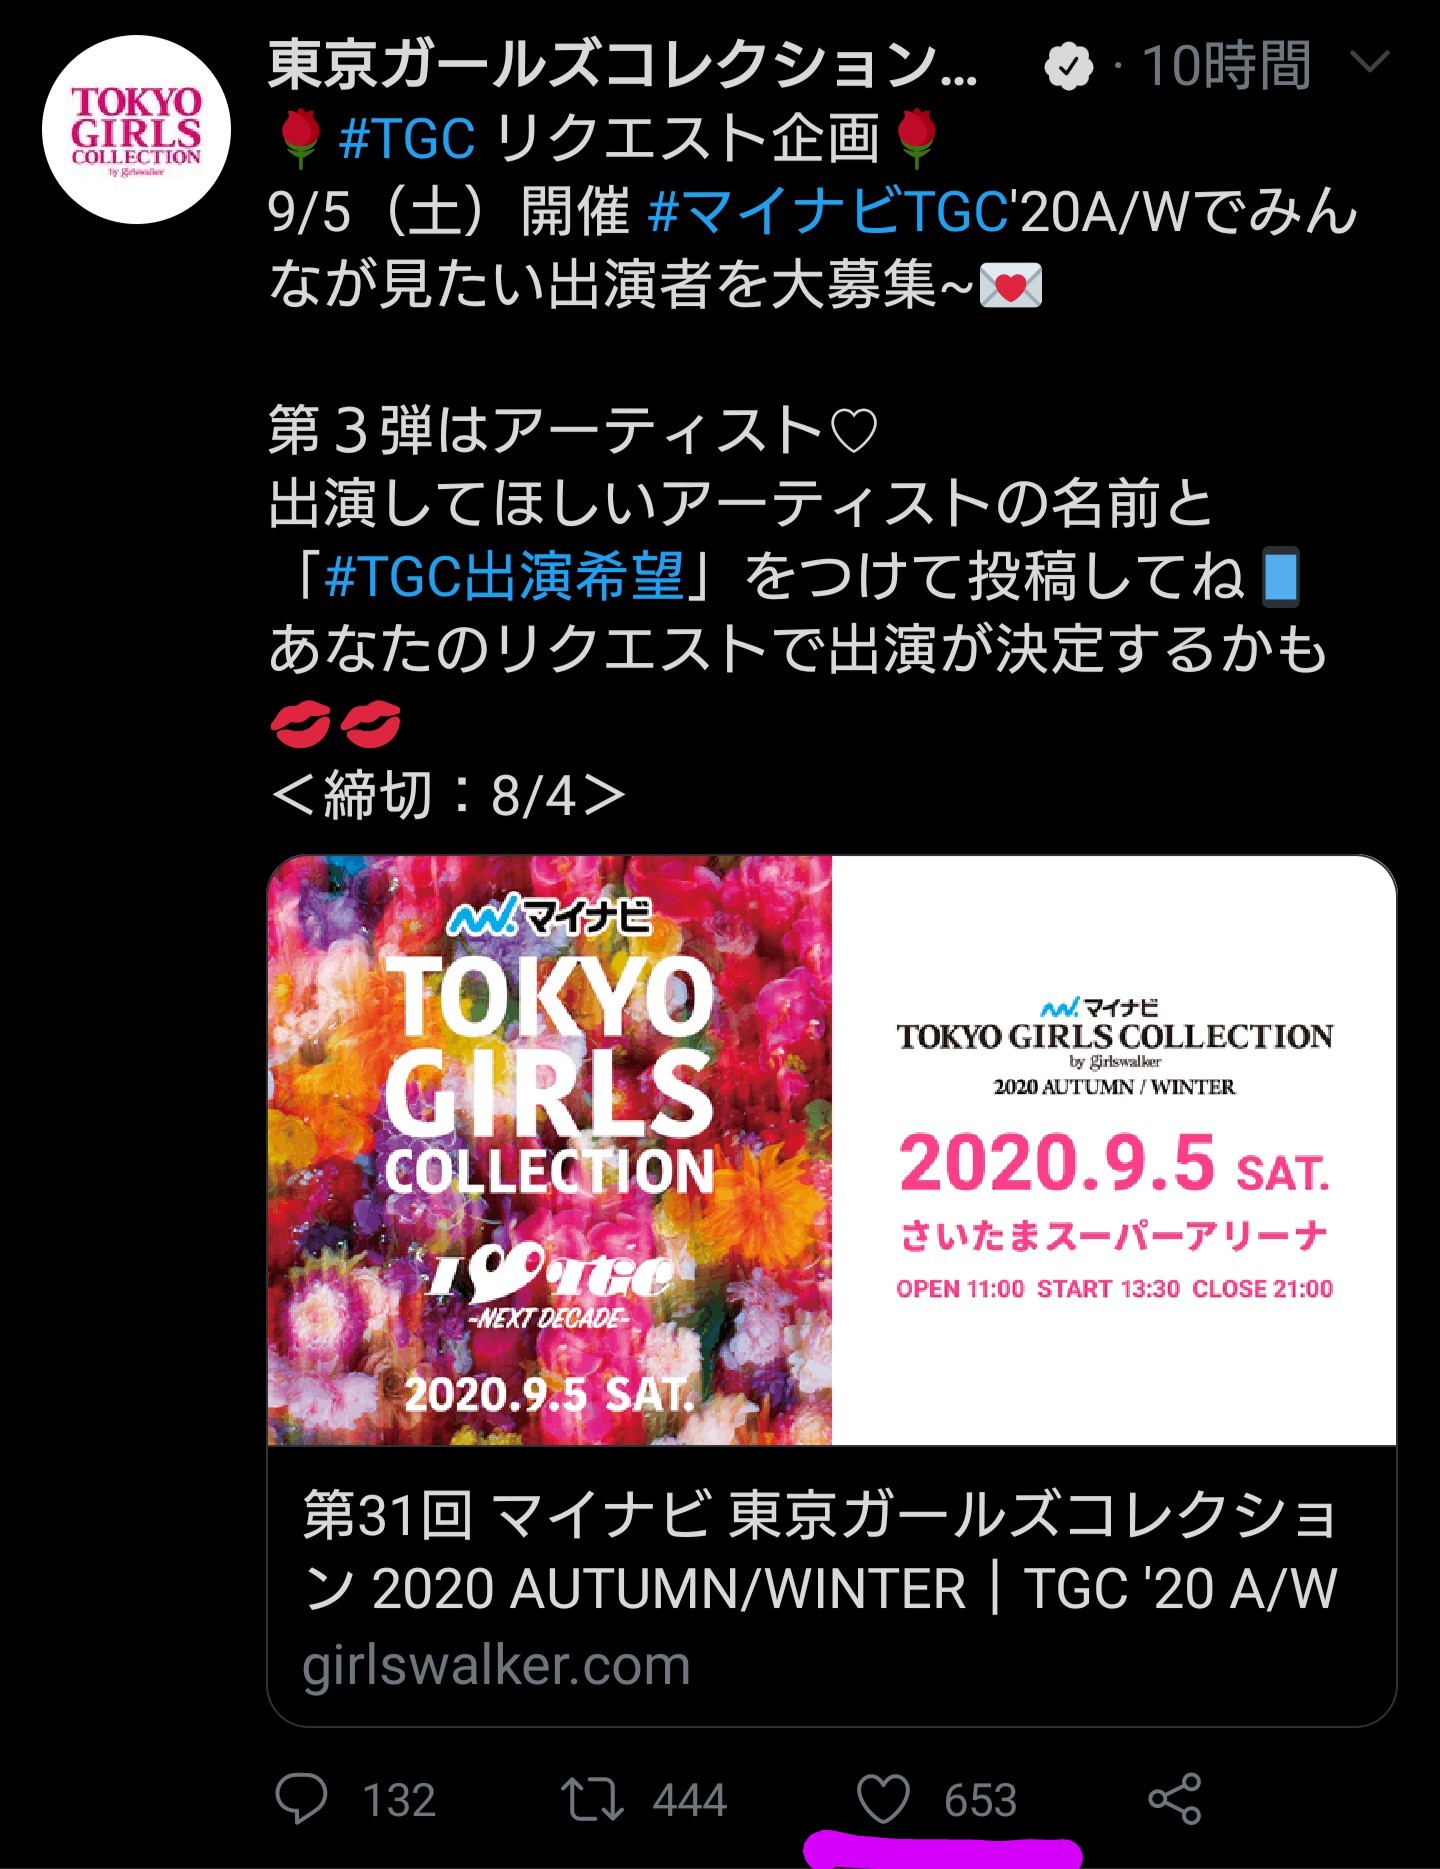 TOKYO
GIRLS
COLLECTION
by girlswalker
東京ガールズコレクション… · 10時間
🌹 #TGC リクエスト企画🌹
9/5（土）開催 #マイナビTGC'20A/Wでみん
なが見たい出演者を大募集~💌
第３弾はアーティスト♡
出演してほしいアーティストの名前と
「#TGC出演希望」をつけて投稿してね📱
あなたのリクエストで出演が決定するかも
💋💋
＜締切：8/4＞
マイナビ
TOKYO
GIRLS
COLLECTION
I ♥ TGC
-NEXT DECADE-
2020.9.5 SAT.
マイナビ
TOKYO GIRLS COLLECTION
by girlswalker
2020 AUTUMN / WINTER
2020.9.5 SAT.
さいたまスーパーアリーナ
OPEN 11:00 START 13:30 CLOSE 21:00
第31回 マイナビ 東京ガールズコレクショ
ン 2020 AUTUMN/WINTER｜TGC '20 A/W
girlswalker.com
132 444 653